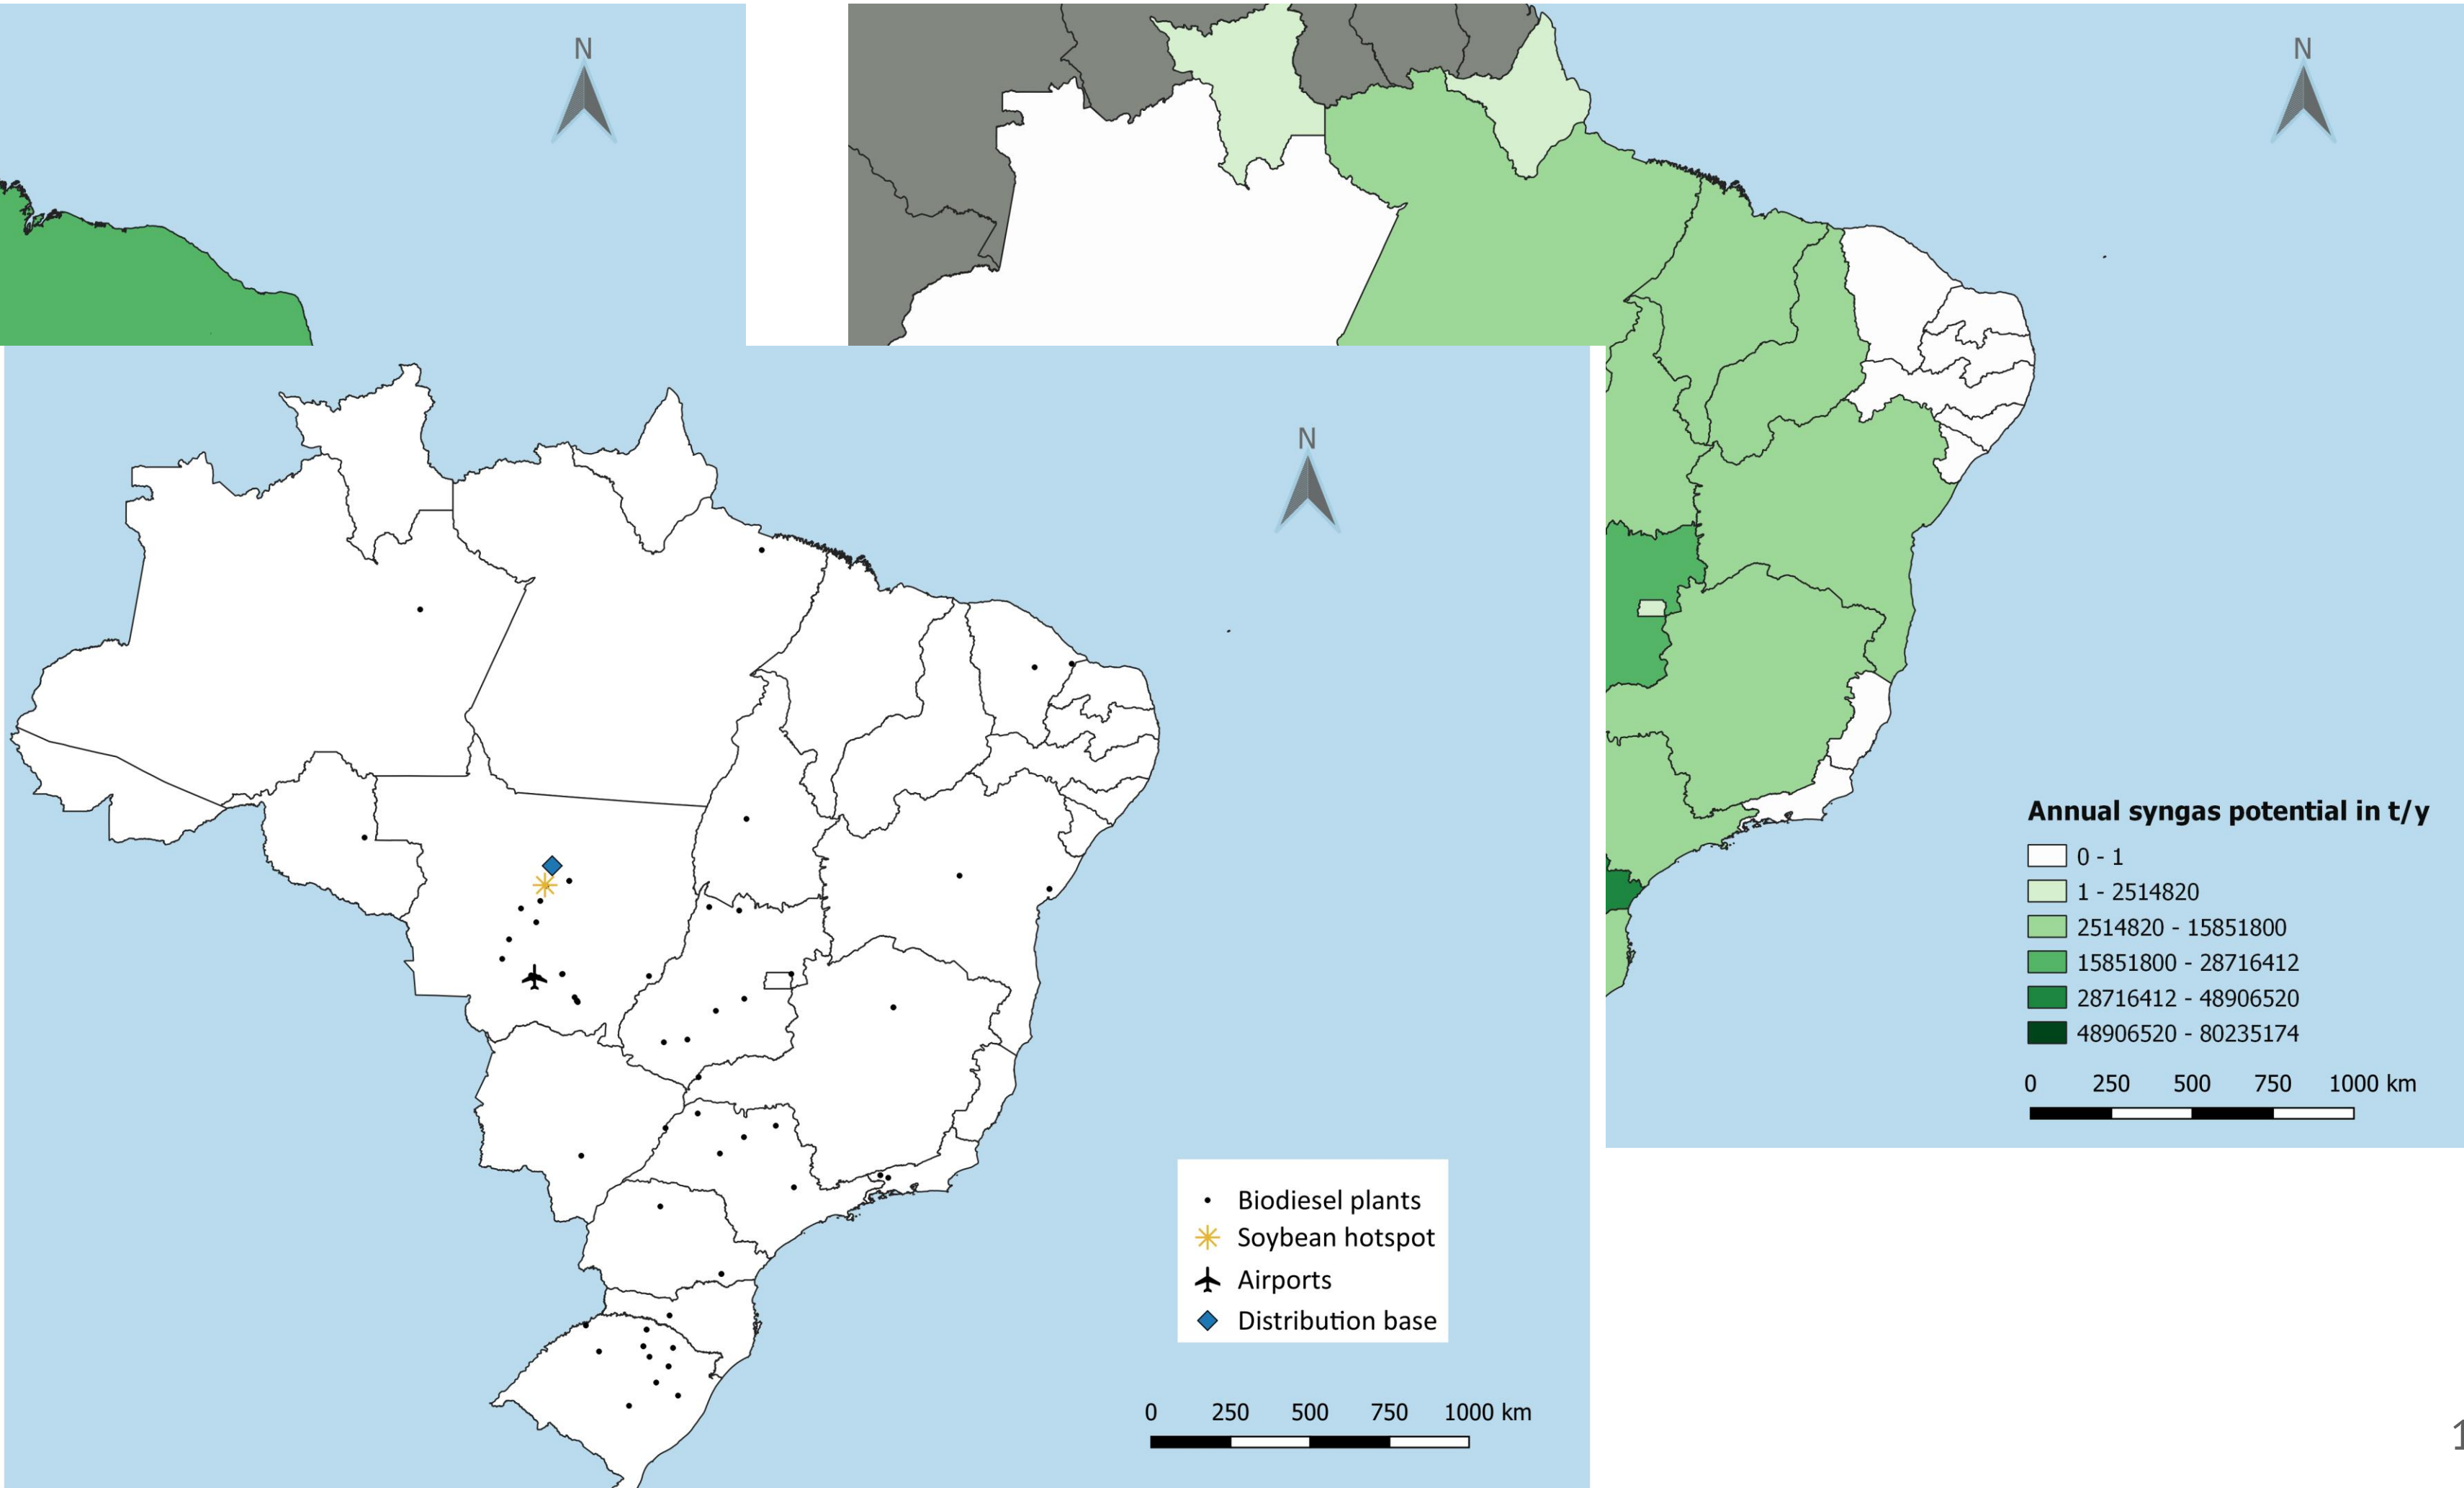 N
N
N
Annual syngas potential in t/y
0 - 1
1 - 2514820
2514820 - 15851800
15851800 - 28716412
28716412 - 48906520
48906520 - 80235174
0 250 500 750 1000 km
Biodiesel plants
Soybean hotspot
Airports
Distribution base
0 250 500 750 1000 km
1